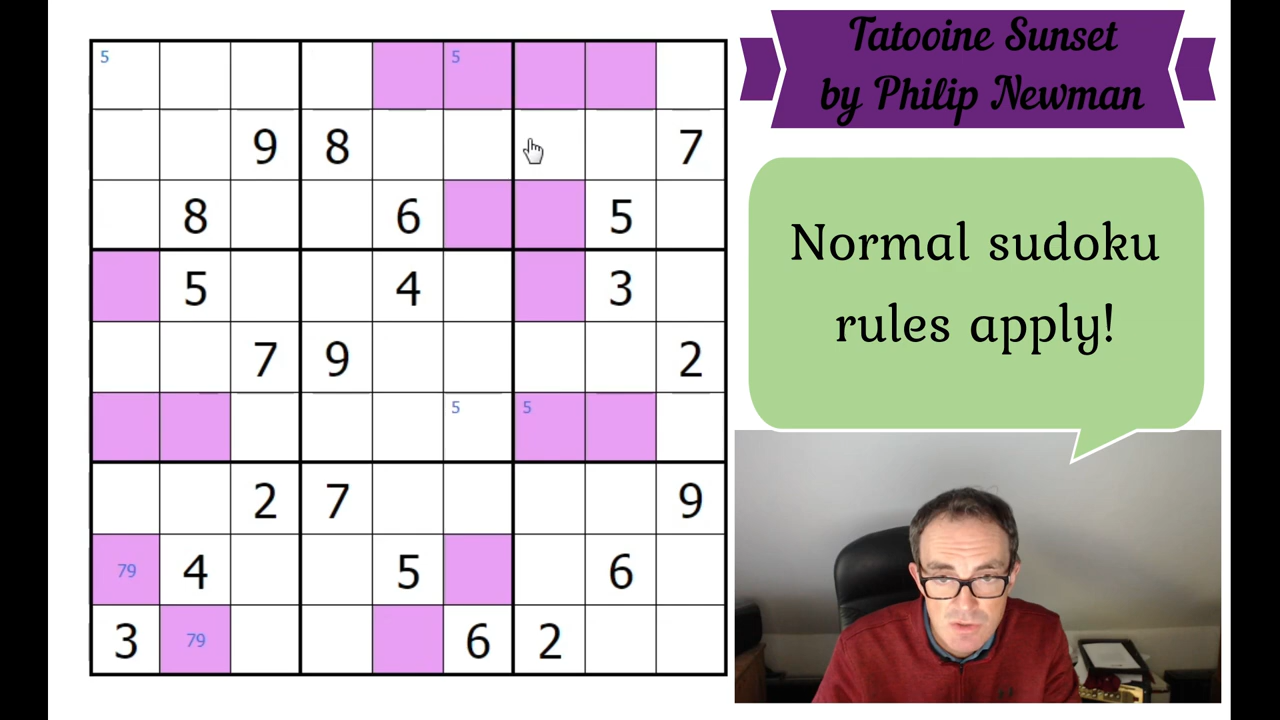 Tatooine Sunset
by Philip Newman
Normal sudoku
rules apply!
5 5
9 8 7
8 6 5
5 4 3
7 9 2
5 5
2 7 9
79 4 5 6
3 79 6 2